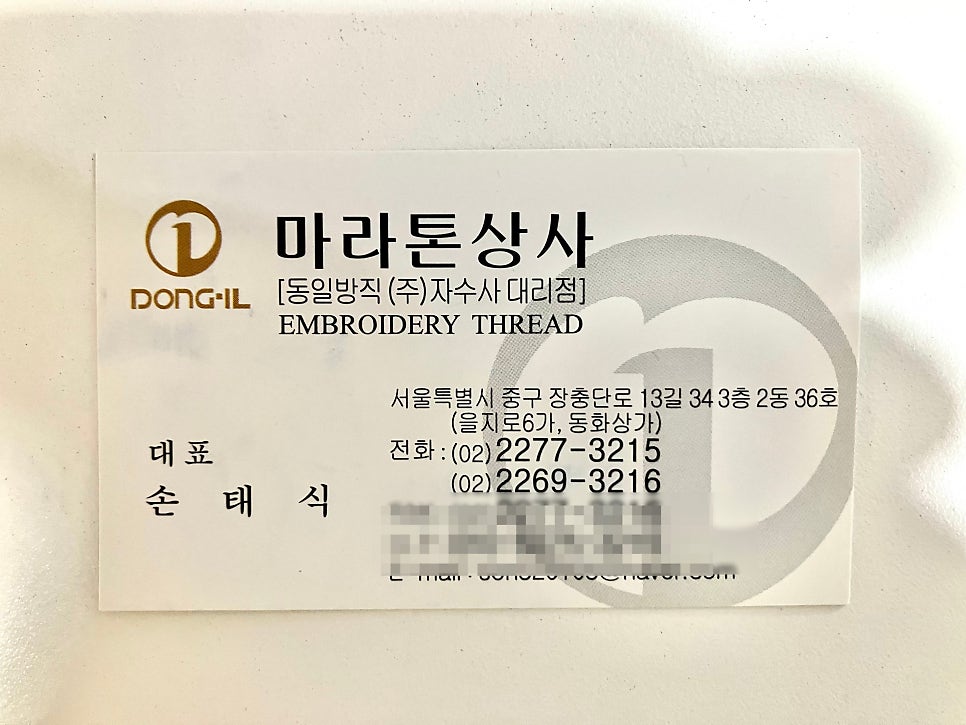 DONG-IL
마라톤상사
[동일방직 (주)자수사 대리점]
EMBROIDERY THREAD
서울특별시 중구 장충단로 13길 34 3층 2동 36호
(을지로6가, 동화상가)
전화 : (02) 2277-3215
(02) 2269-3216
대표
손 태 식